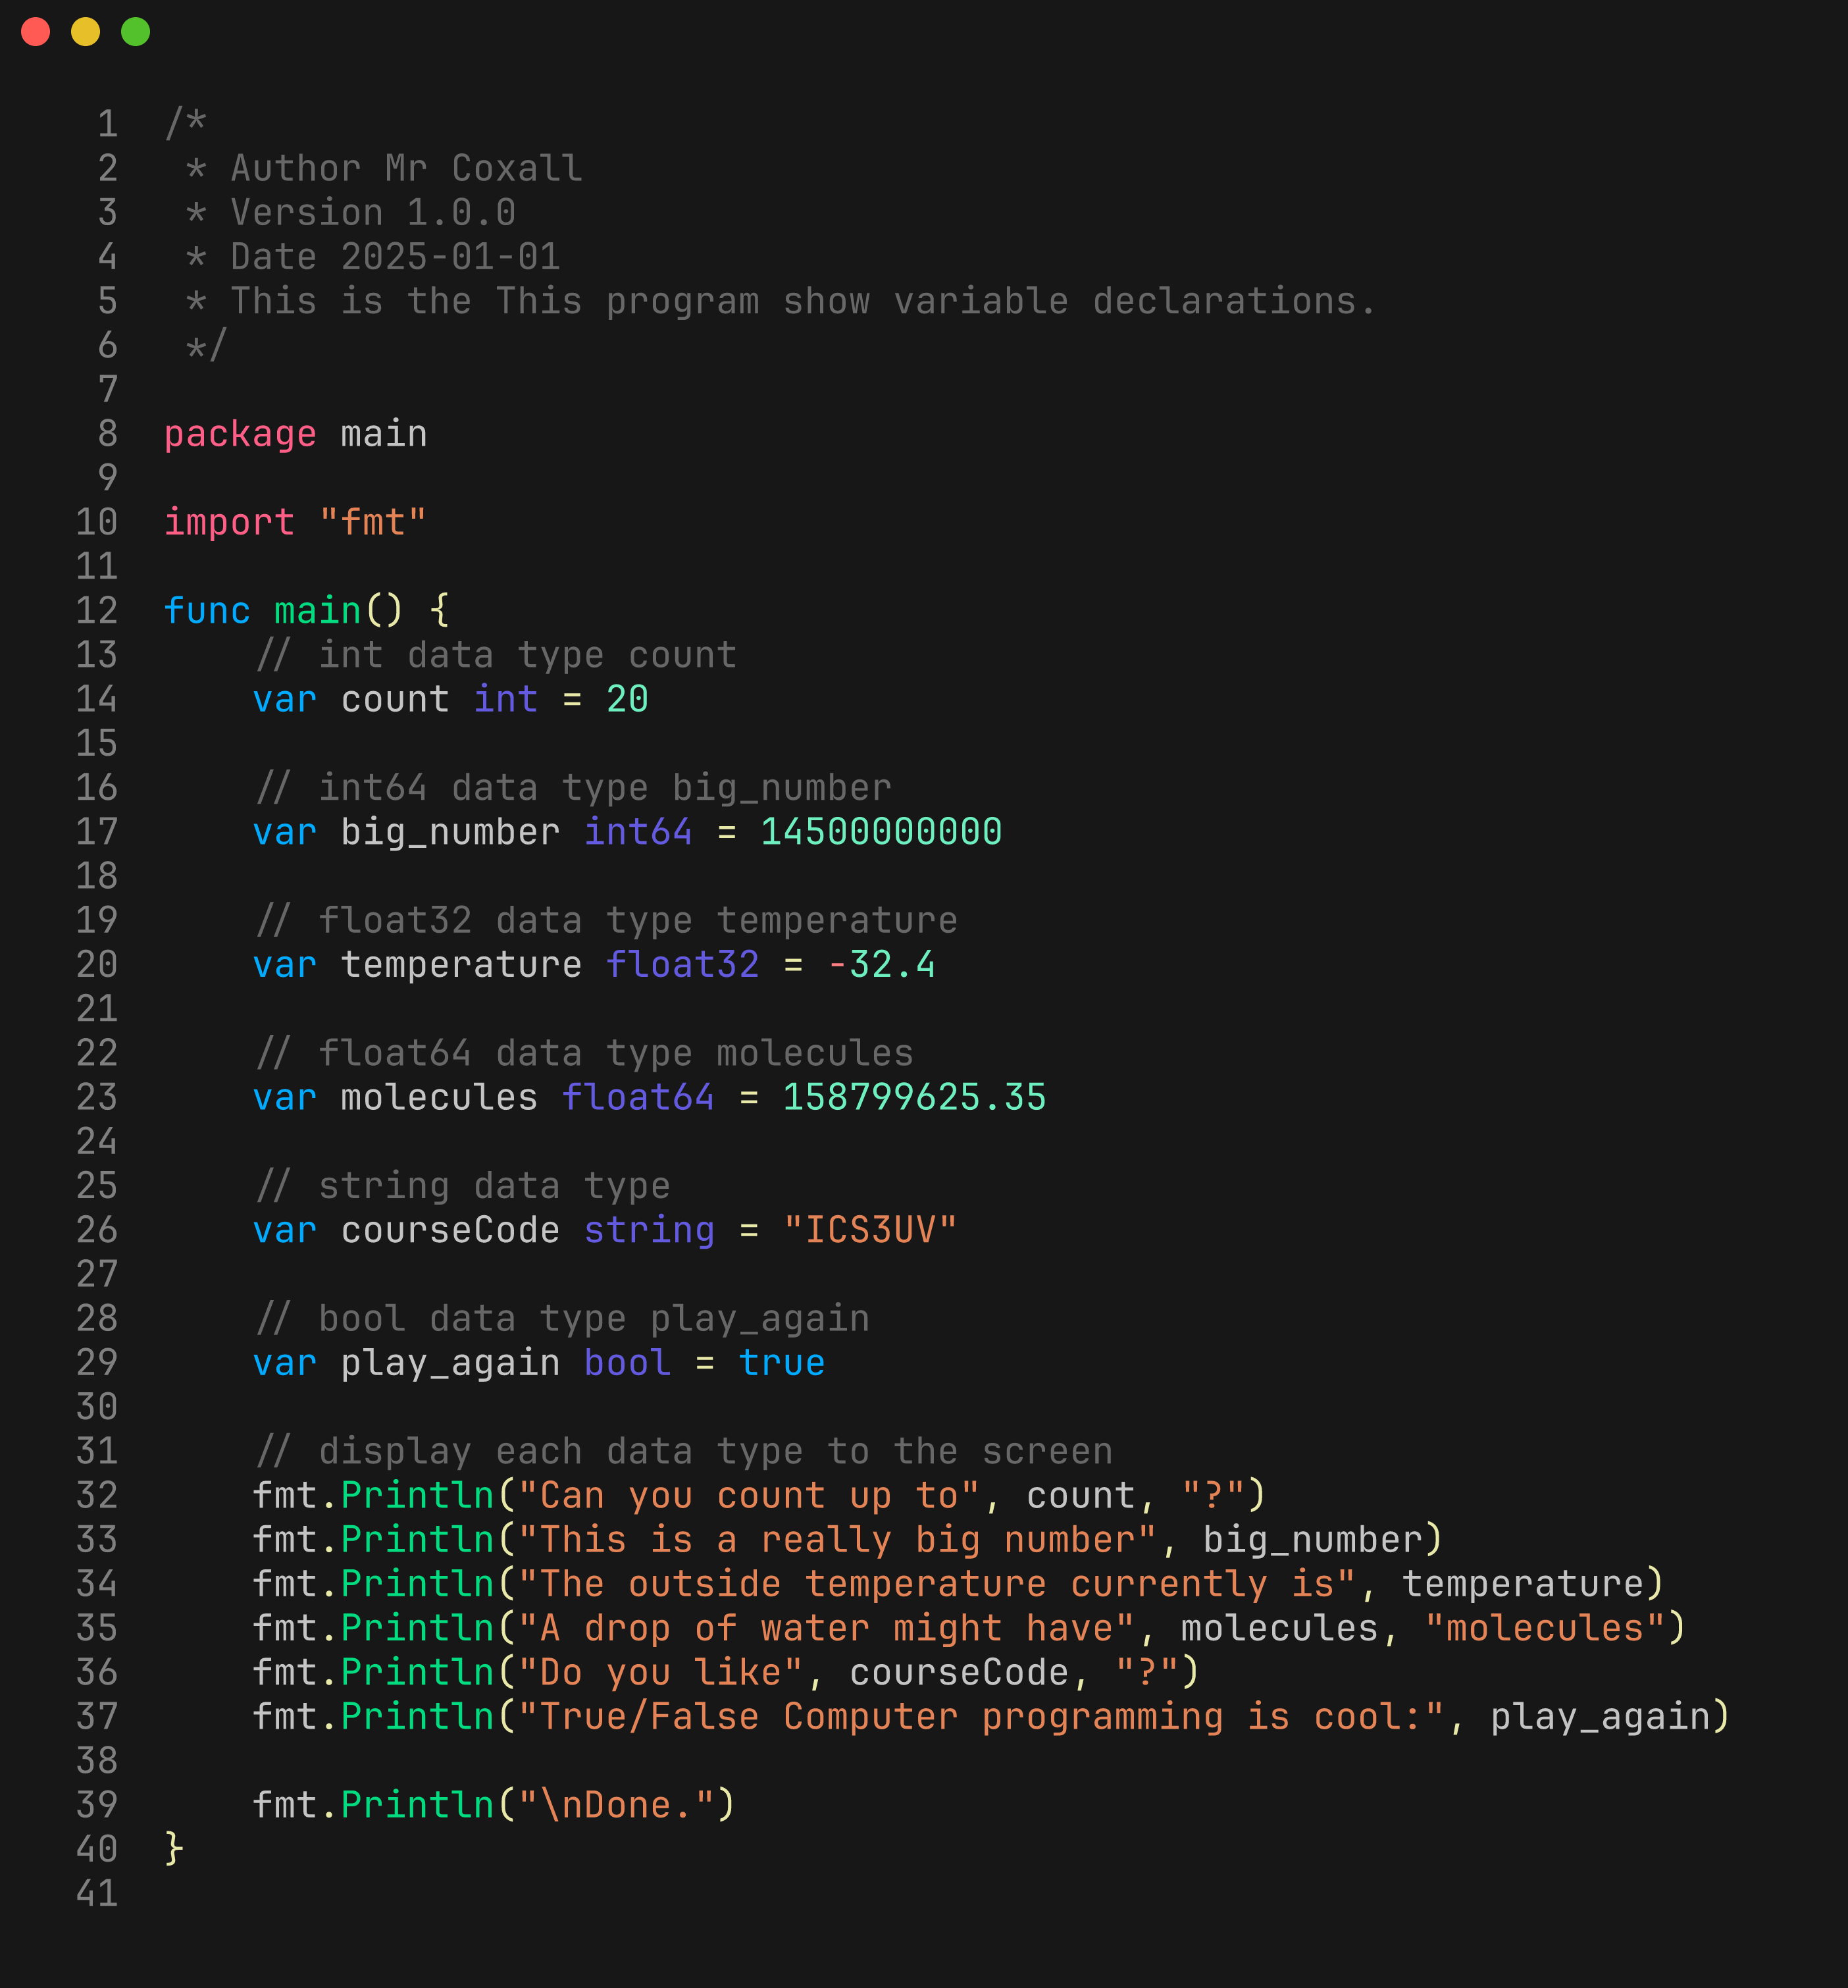 1 /*
2  * Author Mr Coxall
3  * Version 1.0.0
4  * Date 2025-01-01
5  * This is the This program show variable declarations.
6  */
7
8 package main
9
10 import "fmt"
11
12 func main() {
13     // int data type count
14     var count int = 20
15
16     // int64 data type big_number
17     var big_number int64 = 14500000000
18
19     // float32 data type temperature
20     var temperature float32 = -32.4
21
22     // float64 data type molecules
23     var molecules float64 = 158799625.35
24
25     // string data type
26     var courseCode string = "ICS3UV"
27
28     // bool data type play_again
29     var play_again bool = true
30
31     // display each data type to the screen
32     fmt.Println("Can you count up to", count, "?")
33     fmt.Println("This is a really big number", big_number)
34     fmt.Println("The outside temperature currently is", temperature)
35     fmt.Println("A drop of water might have", molecules, "molecules")
36     fmt.Println("Do you like", courseCode, "?")
37     fmt.Println("True/False Computer programming is cool:", play_again)
38
39     fmt.Println("\nDone.")
40 }
41